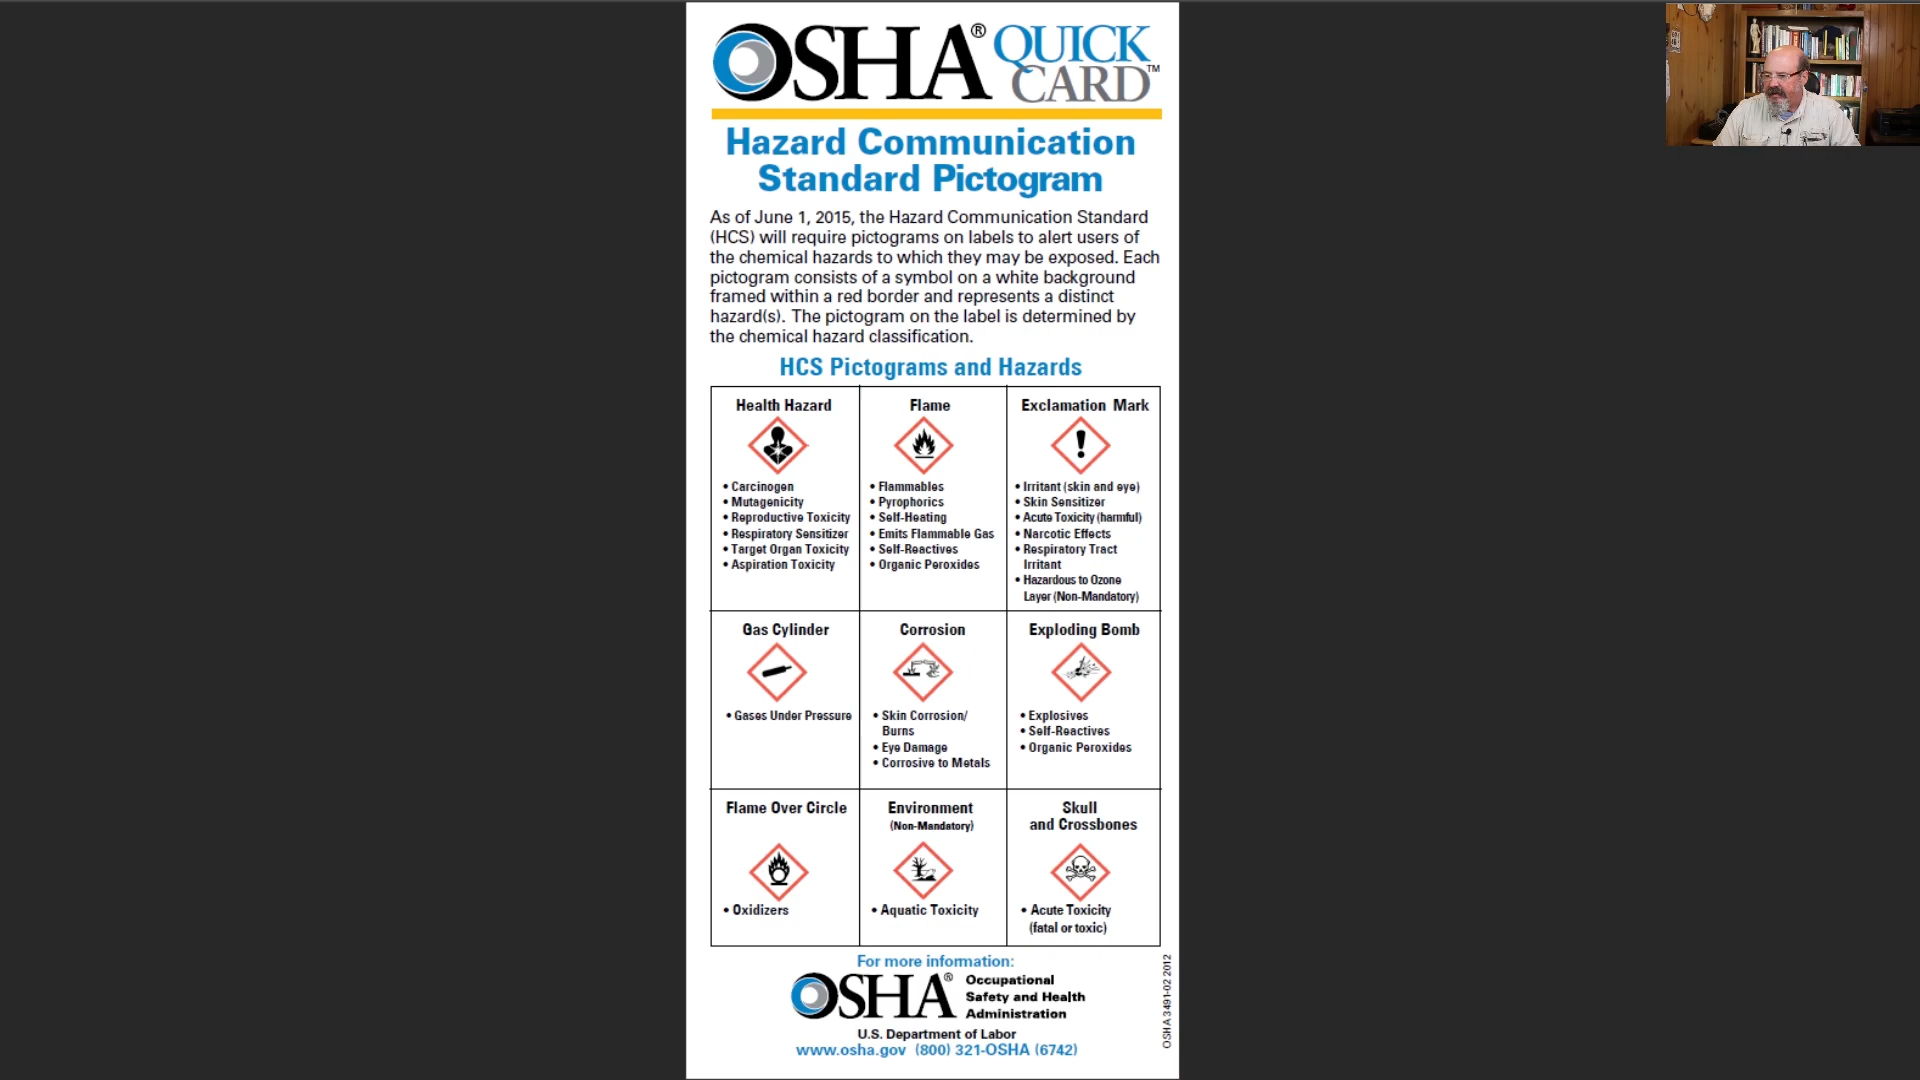 OSHA® QUICK CARD™
Hazard Communication
Standard Pictogram
As of June 1, 2015, the Hazard Communication Standard
(HCS) will require pictograms on labels to alert users of
the chemical hazards to which they may be exposed. Each
pictogram consists of a symbol on a white background
framed within a red border and represents a distinct
hazard(s). The pictogram on the label is determined by
the chemical hazard classification.
HCS Pictograms and Hazards
Health Hazard
• Carcinogen
• Mutagenicity
• Reproductive Toxicity
• Respiratory Sensitizer
• Target Organ Toxicity
• Aspiration Toxicity
Flame
• Flammables
• Pyrophorics
• Self-Heating
• Emits Flammable Gas
• Self-Reactives
• Organic Peroxides
Exclamation Mark
• Irritant (skin and eye)
• Skin Sensitizer
• Acute Toxicity (harmful)
• Narcotic Effects
• Respiratory Tract
Irritant
• Hazardous to Ozone
Layer (Non-Mandatory)
Gas Cylinder
• Gases Under Pressure
Corrosion
• Skin Corrosion/
Burns
• Eye Damage
• Corrosive to Metals
Exploding Bomb
• Explosives
• Self-Reactives
• Organic Peroxides
Flame Over Circle
• Oxidizers
Environment
(Non-Mandatory)
• Aquatic Toxicity
Skull
and Crossbones
• Acute Toxicity
(fatal or toxic)
For more information:
OSHA® Occupational
Safety and Health
Administration
U.S. Department of Labor
www.osha.gov (800) 321-OSHA (6742)
OSHA 3491-02 2012